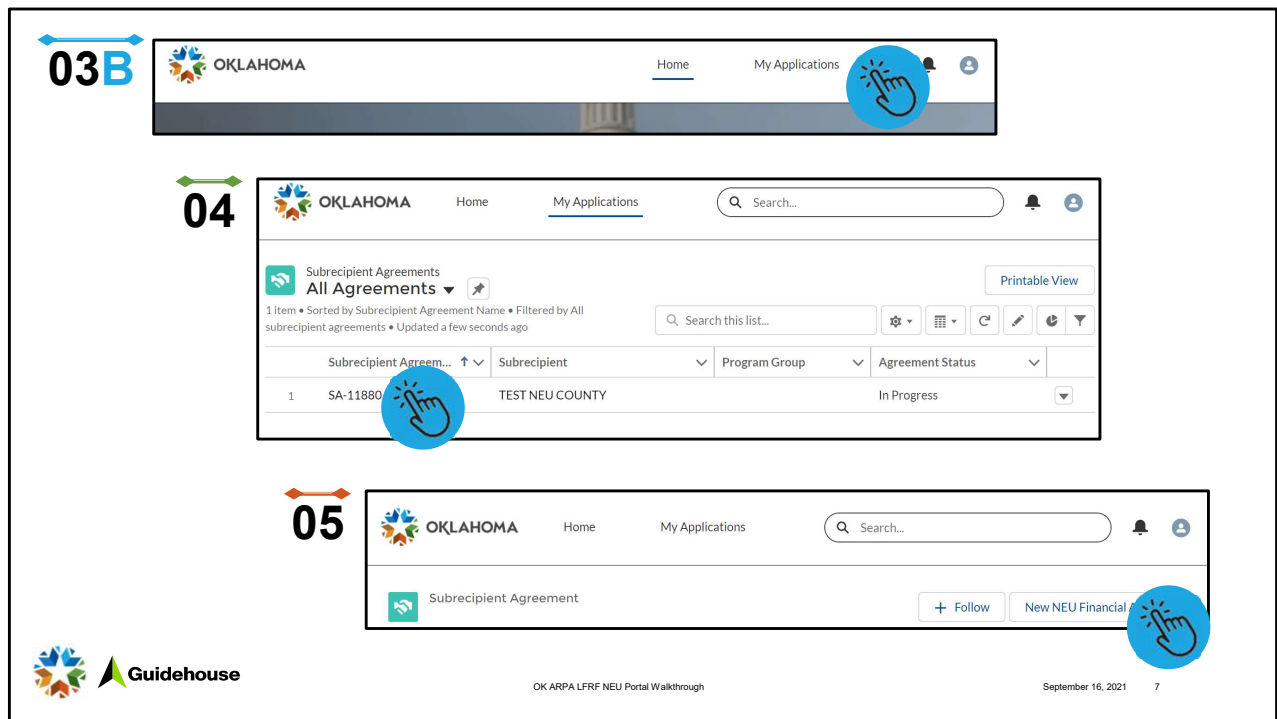 03B
OKLAHOMA Home My Applications
04
OKLAHOMA Home My Applications Search...
Subrecipient Agreements
All Agreements
Printable View
1 item • Sorted by Subrecipient Agreement Name • Filtered by All
subrecipient agreements • Updated a few seconds ago
Search this list...
Subrecipient Agreem... Subrecipient Program Group Agreement Status
1 SA-11880 TEST NEU COUNTY In Progress
05
OKLAHOMA Home My Applications Search...
Subrecipient Agreement
+ Follow New NEU Financial
Guidehouse
OK ARPA LFRF NEU Portal Walkthrough
September 16, 2021 7